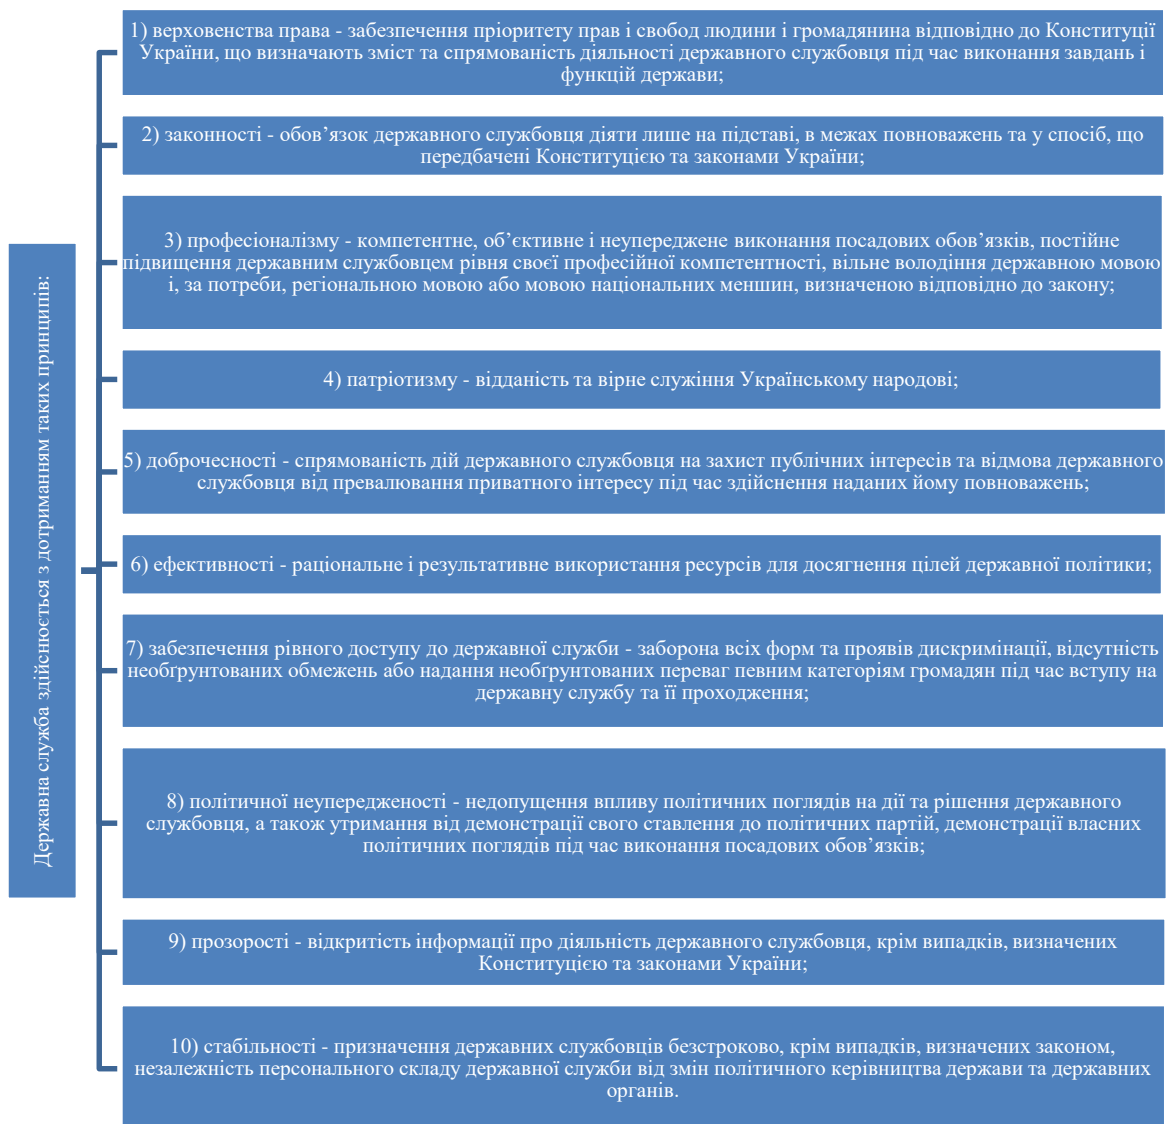 Державна служба здійснюється з дотриманням таких принципів:
1) верховенства права - забезпечення пріоритету прав і свобод людини і громадянина відповідно до Конституції
України, що визначають зміст та спрямованість діяльності державного службовця під час виконання завдань і
функцій держави;
2) законності - обов’язок державного службовця діяти лише на підставі, в межах повноважень та у спосіб, що
передбачені Конституцією та законами України;
3) професіоналізму - компетентне, об’єктивне і неупереджене виконання посадових обов’язків, постійне
підвищення державним службовцем рівня своєї професійної компетентності, вільне володіння державною мовою
і, за потреби, регіональною мовою або мовою національних меншин, визначеною відповідно до закону;
4) патріотизму - відданість та вірне служіння Українському народові;
5) доброчесності - спрямованість дій державного службовця на захист публічних інтересів та відмова державного
службовця від превалювання приватного інтересу під час здійснення наданих йому повноважень;
6) ефективності - раціональне і результативне використання ресурсів для досягнення цілей державної політики;
7) забезпечення рівного доступу до державної служби - заборона всіх форм та проявів дискримінації, відсутність
необґрунтованих обмежень або надання необґрунтованих переваг певним категоріям громадян під час вступу на
державну службу та її проходження;
8) політичної неупередженості - недопущення впливу політичних поглядів на дії та рішення державного
службовця, а також утримання від демонстрації свого ставлення до політичних партій, демонстрації власних
політичних поглядів під час виконання посадових обов’язків;
9) прозорості - відкритість інформації про діяльність державного службовця, крім випадків, визначених
Конституцією та законами України;
10) стабільності - призначення державних службовців безстроково, крім випадків, визначених законом,
незалежність персонального складу державної служби від змін політичного керівництва держави та державних
органів.